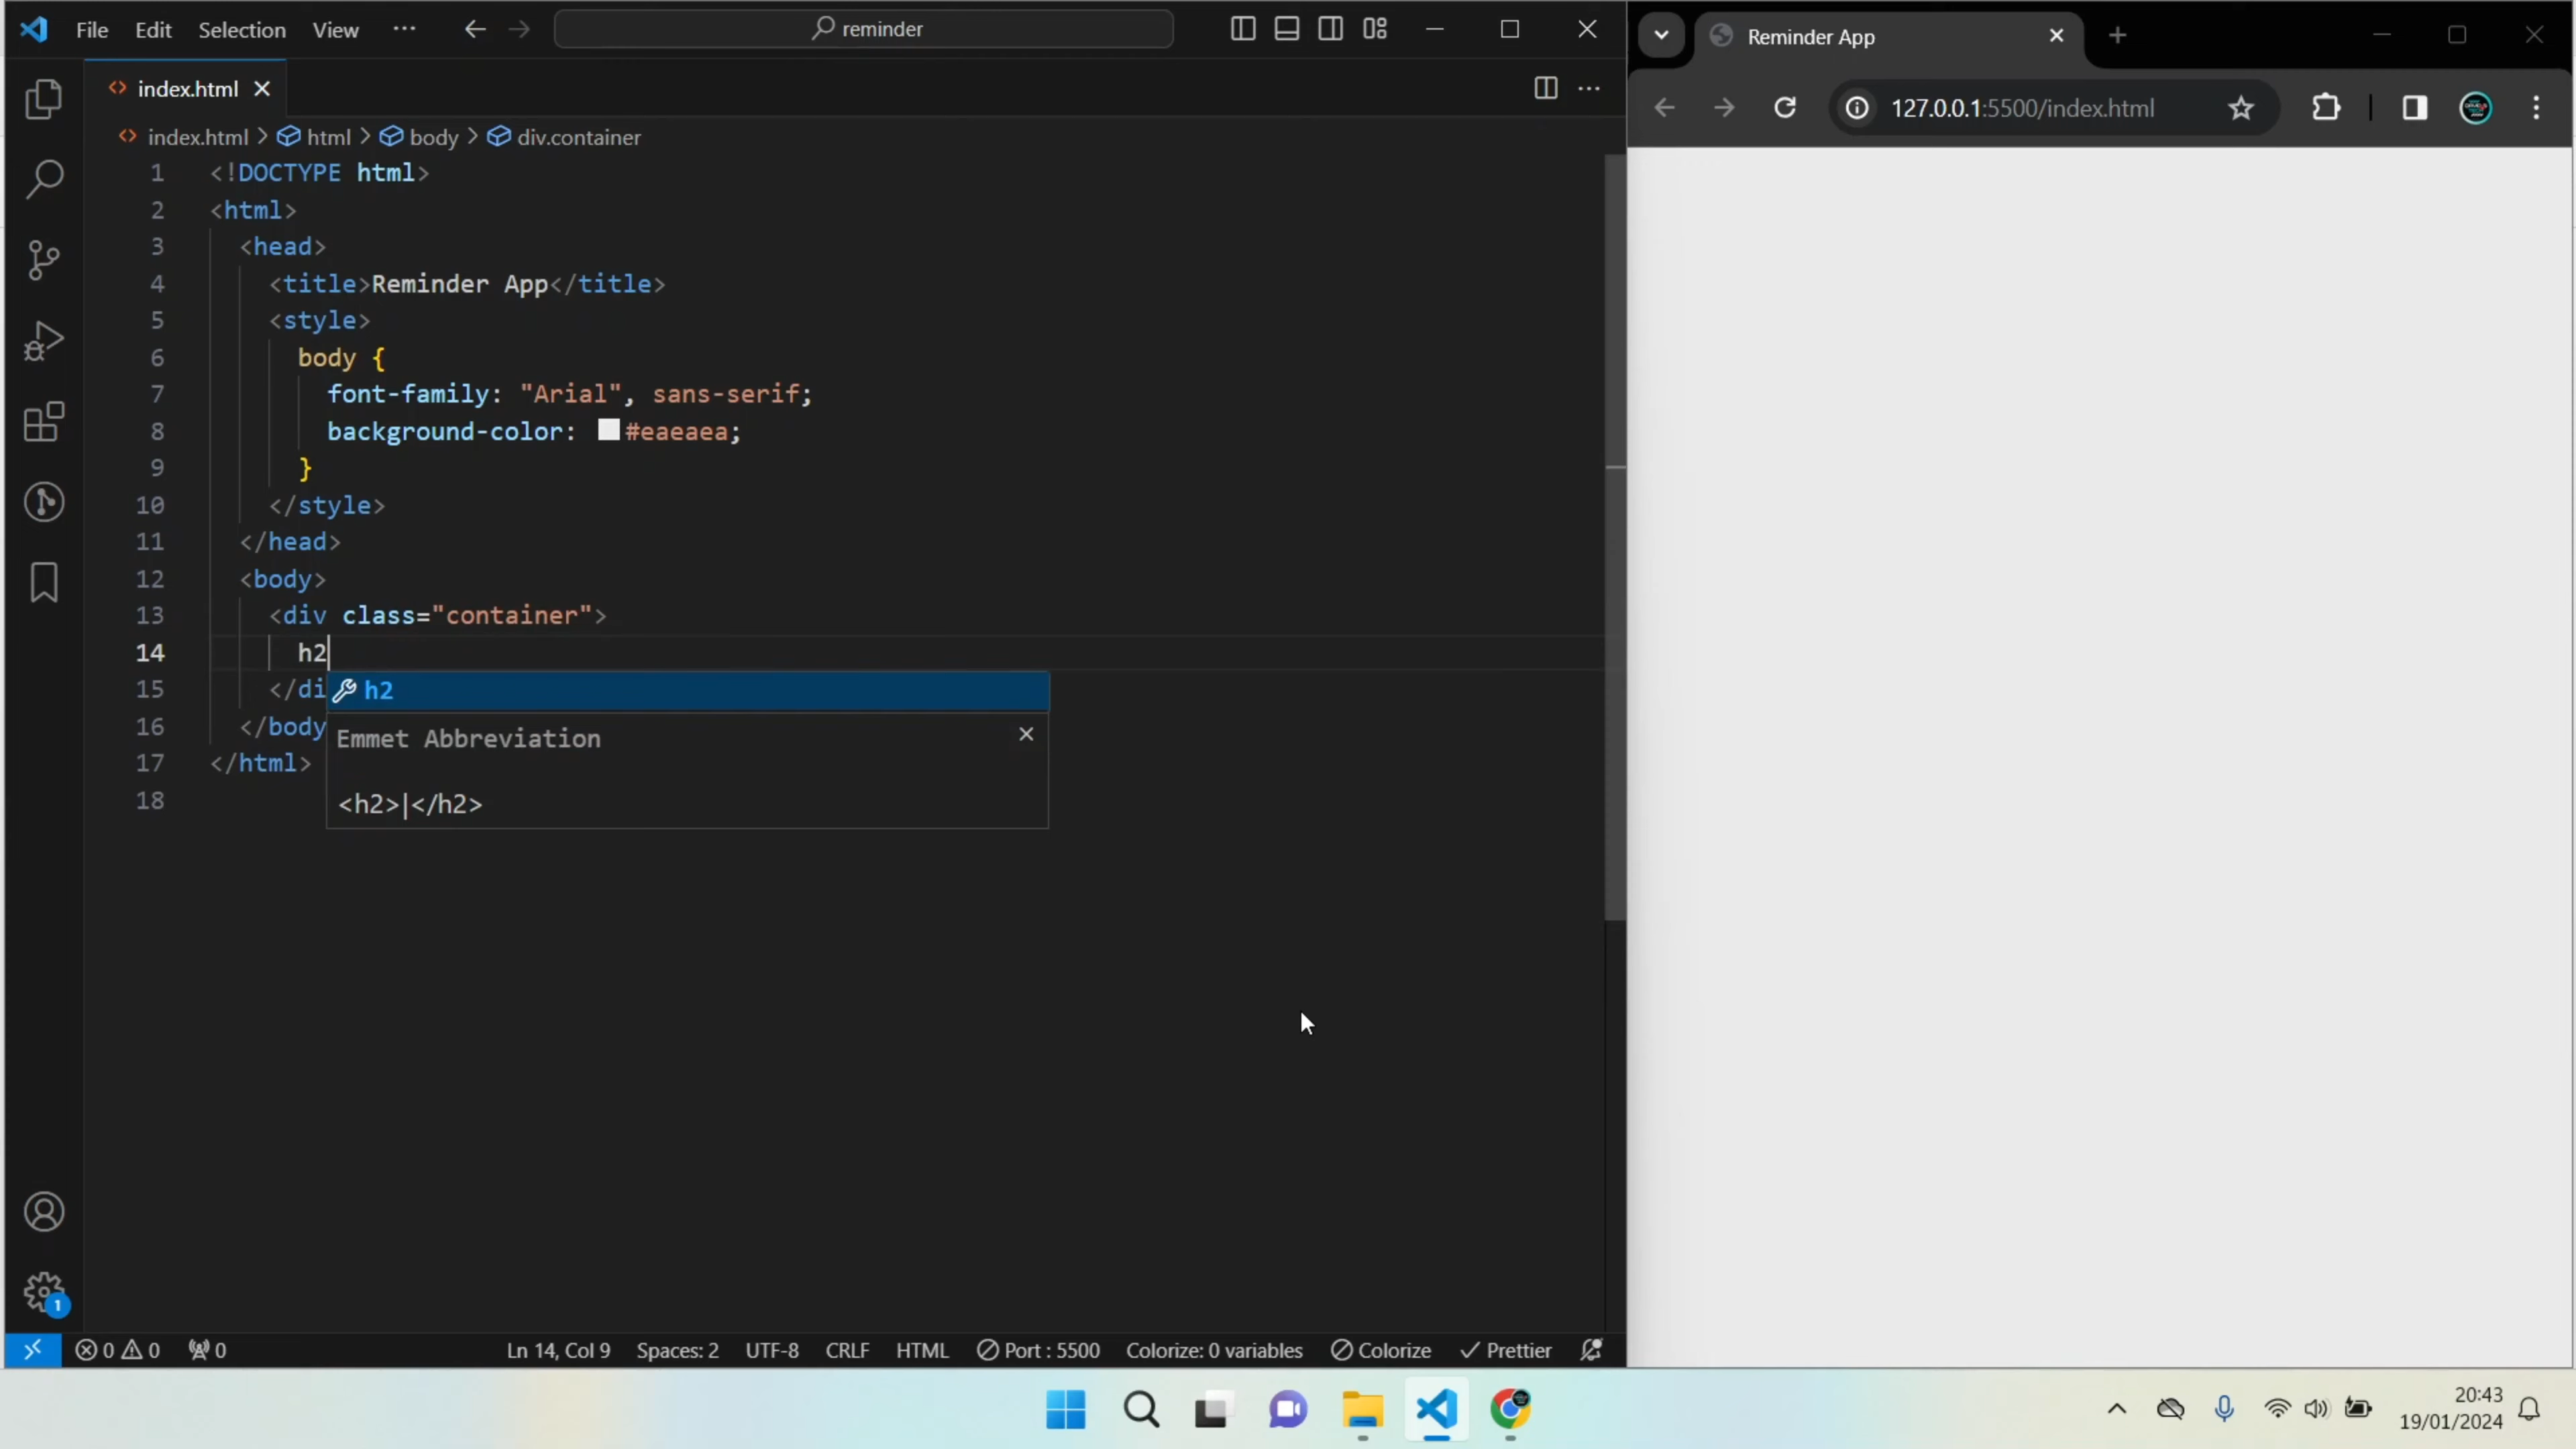 File Edit Selection View ··· reminder
index.html
index.html > html > body > div.container
1 <!DOCTYPE html>
2 <html>
3 <head>
4 <title>Reminder App</title>
5 <style>
6 body {
7 font-family: "Arial", sans-serif;
8 background-color: #eaeaea;
9 }
10 </style>
11 </head>
12 <body>
13 <div class="container">
14 h2
15 </di
h2
16 </body
Emmet Abbreviation
17 </html>
18
<h2>|</h2>
1
0 0 0 Ln 14, Col 9 Spaces: 2 UTF-8 CRLF HTML Port : 5500 Colorize: 0 variables Colorize Prettier
Reminder App
127.0.0.1:5500/index.html
20:43
19/01/2024